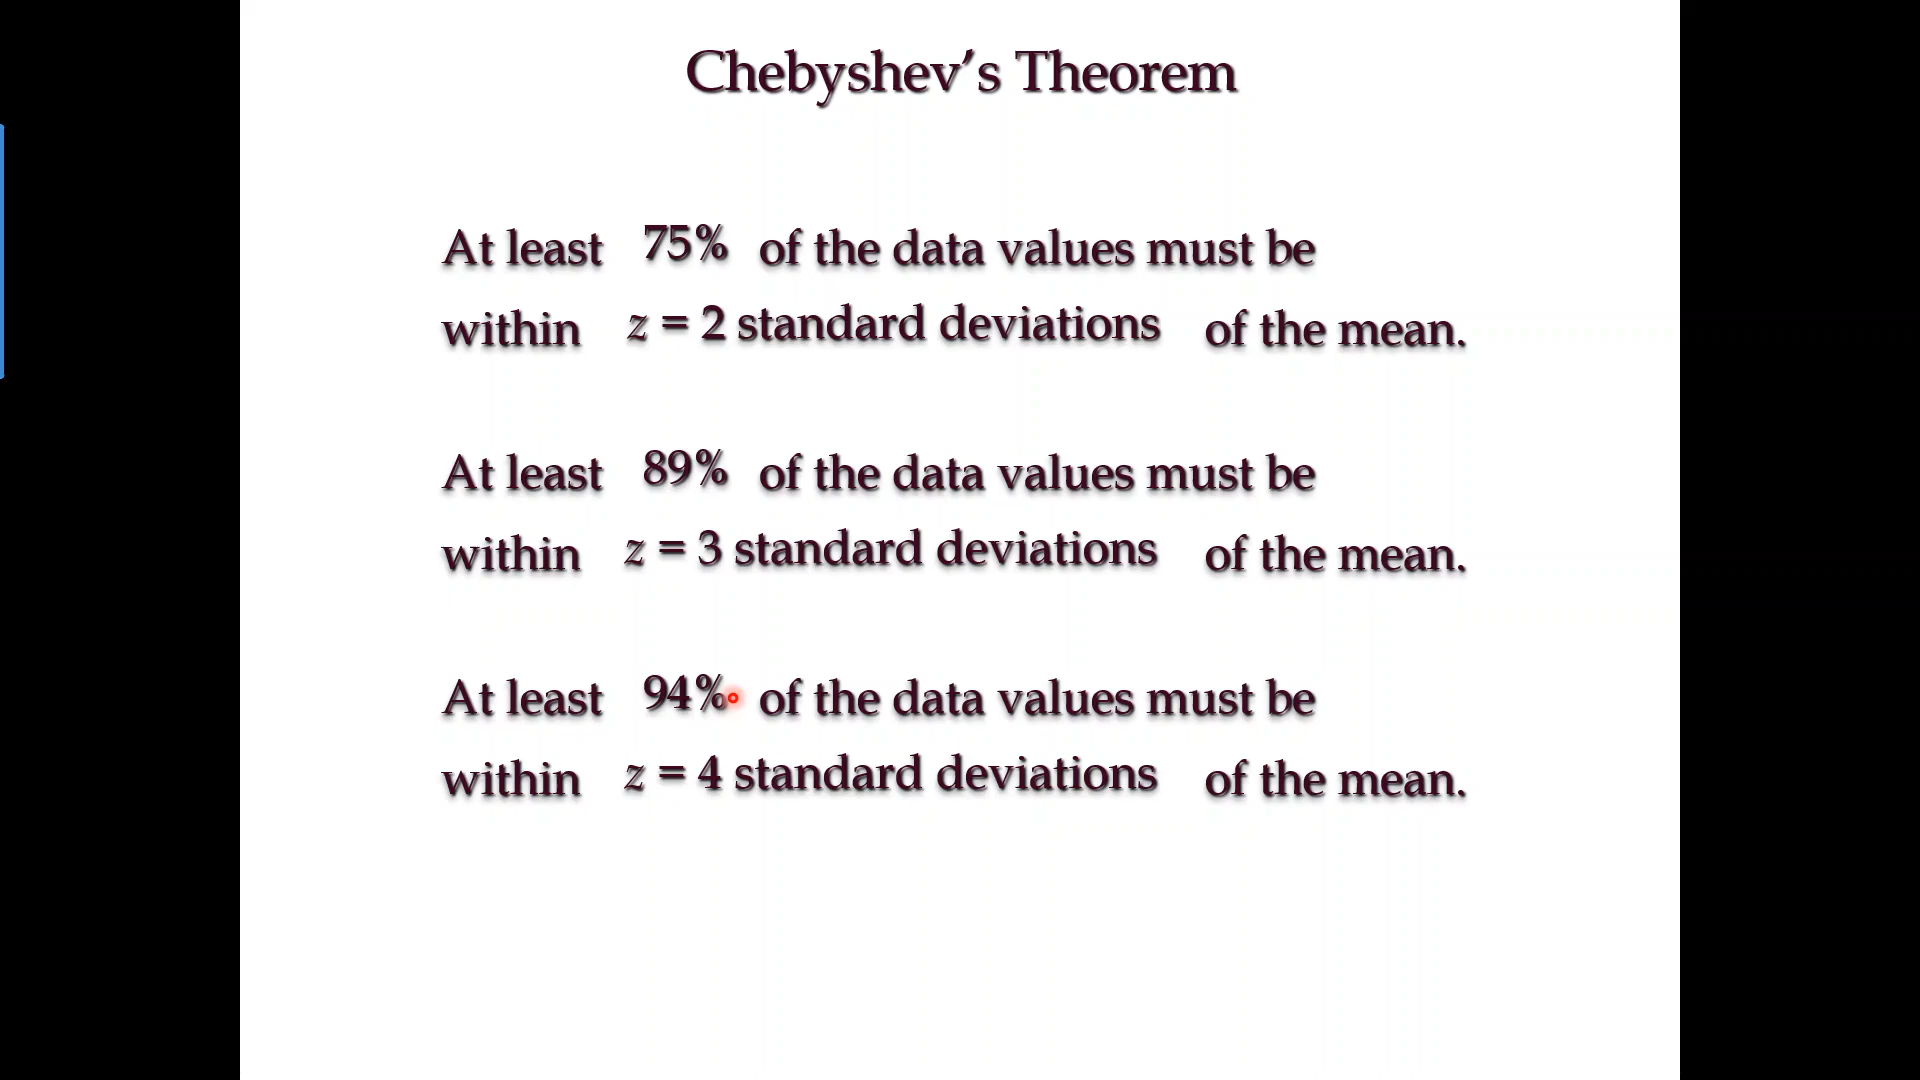 Chebyshev’s Theorem
At least 75% of the data values must be
within z = 2 standard deviations of the mean.
At least 89% of the data values must be
within z = 3 standard deviations of the mean.
At least 94% of the data values must be
within z = 4 standard deviations of the mean.